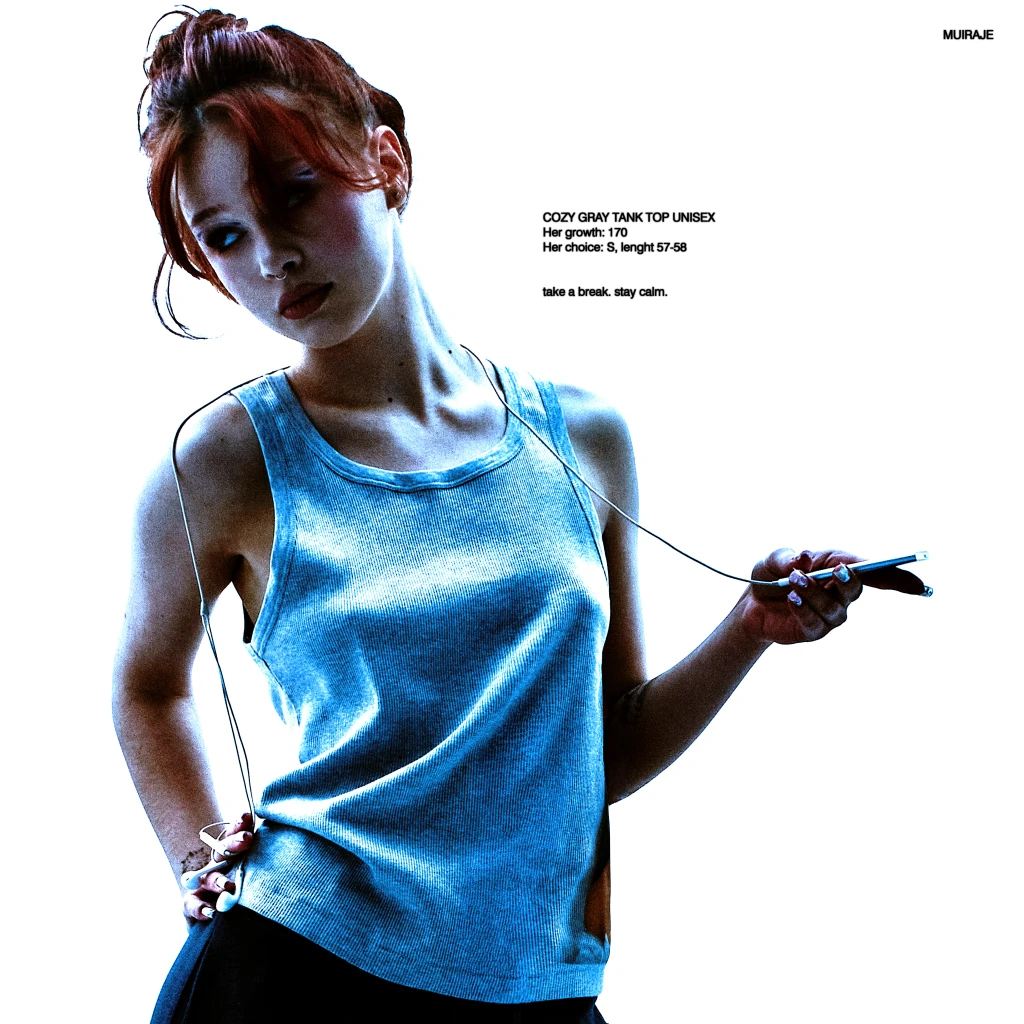 MUIRAJE
COZY GRAY TANK TOP UNISEX
Her growth: 170
Her choice: S, lenght 57-58
take a break. stay calm.